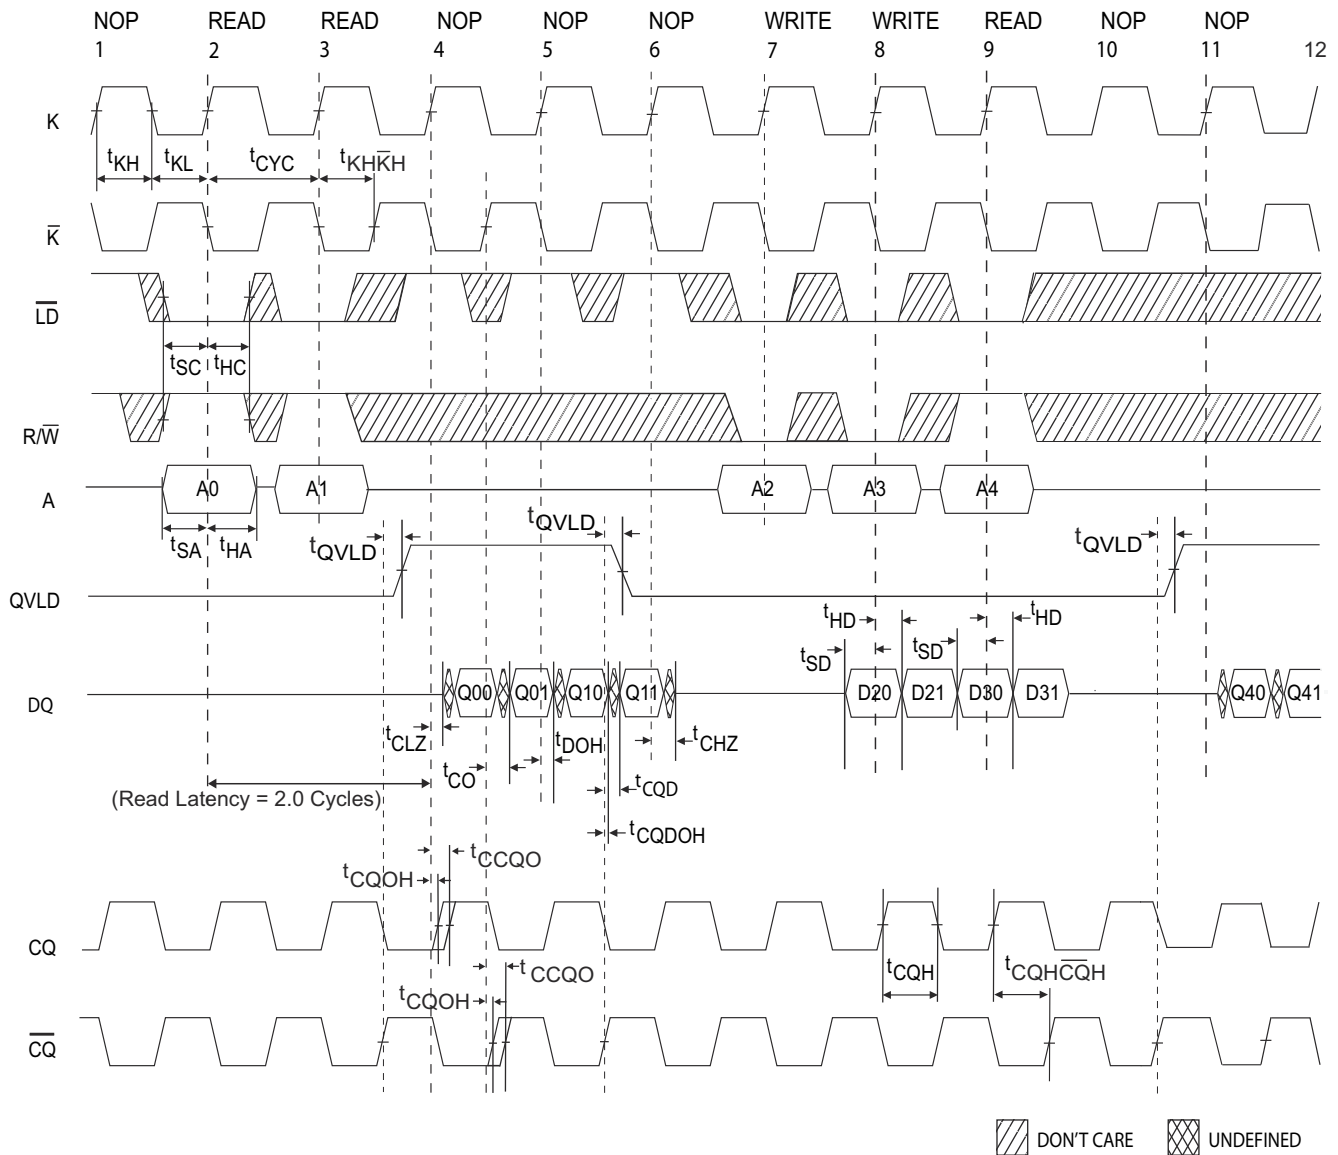 NOP READ READ NOP NOP NOP WRITE WRITE READ NOP NOP
1 2 3 4 5 6 7 8 9 10 11 12
K
tKH tKL tCYC tKHK̅H
K̅
L̅D̅
tSC tHC
R/W̅
A A0 A1 A2 A3 A4
tSA tHA tQVLD tQVLD tQVLD
QVLD
tHD tHD
tSD tSD
DQ Q00 Q01 Q10 Q11 D20 D21 D30 D31 Q40 Q41
tCLZ tDOH tCHZ
tCO tCQD
(Read Latency = 2.0 Cycles)
tCQDOH
tCCQO
tCQOH
CQ
tCQH tCQHC̅Q̅H
tCCQO
tCQOH
C̅Q̅
DON'T CARE UNDEFINED